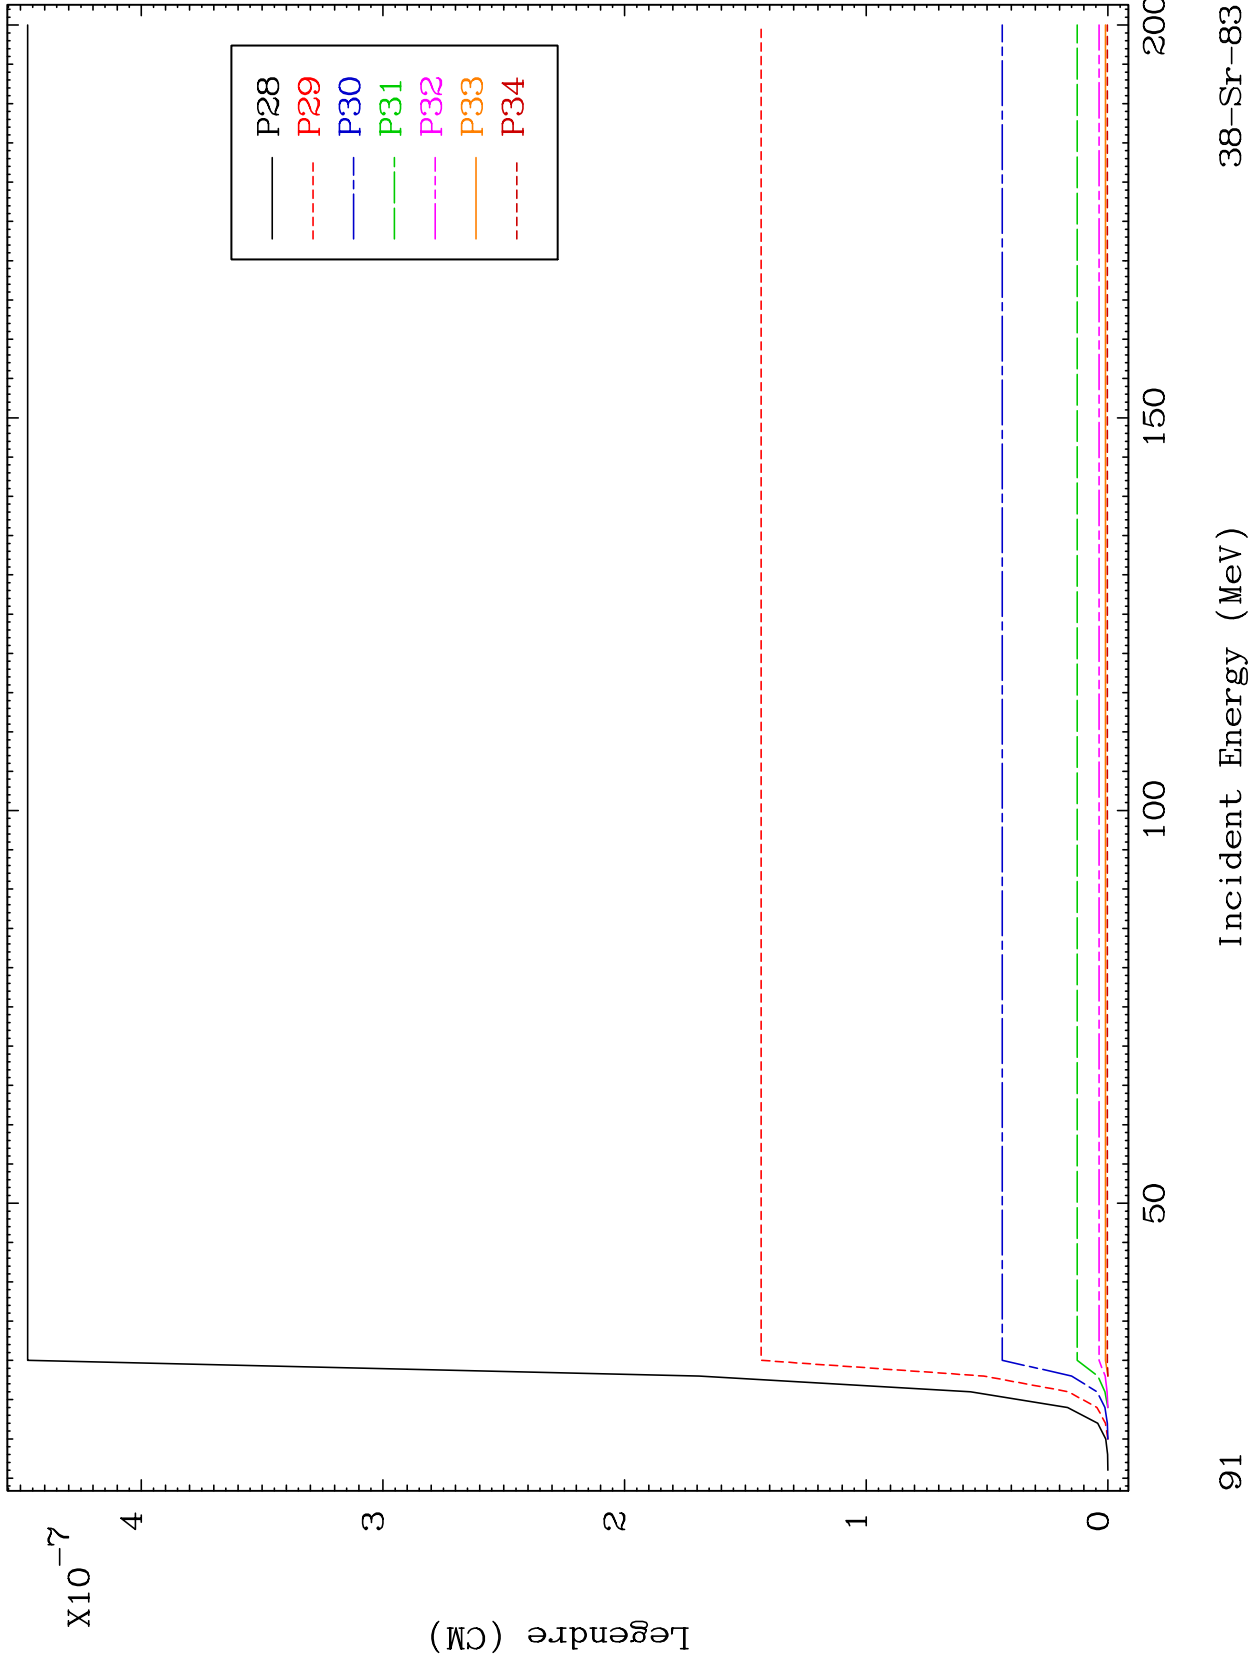 X10-7
4
3
2
1
0
Legendre (CM)
P28
P29
P30
P31
P32
P33
P34
50
100
150
200
Incident Energy (MeV)
91
38-Sr-83